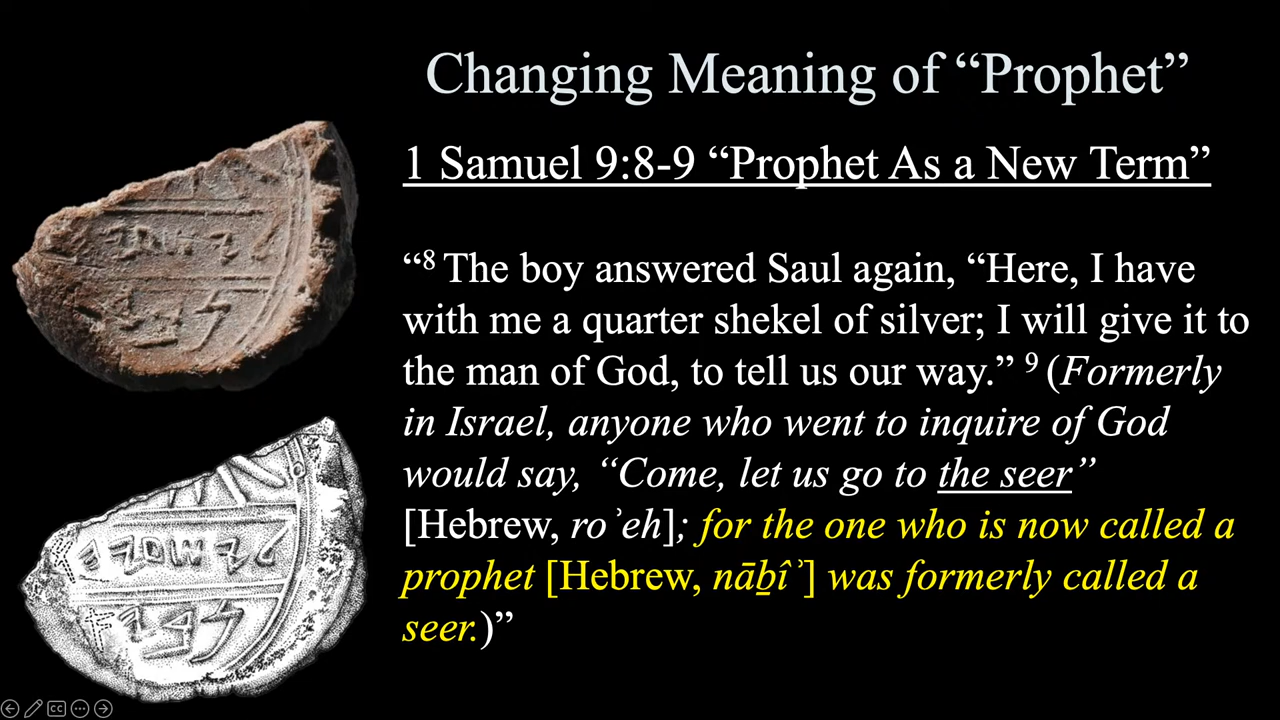 Changing Meaning of “Prophet”
1 Samuel 9:8-9 “Prophet As a New Term”
“⁸ The boy answered Saul again, “Here, I have
with me a quarter shekel of silver; I will give it to
the man of God, to tell us our way.” ⁹ (Formerly
in Israel, anyone who went to inquire of God
would say, “Come, let us go to the seer”
[Hebrew, roʾeh]; for the one who is now called a
prophet [Hebrew, nāḇîʾ] was formerly called a
seer.)”
CC